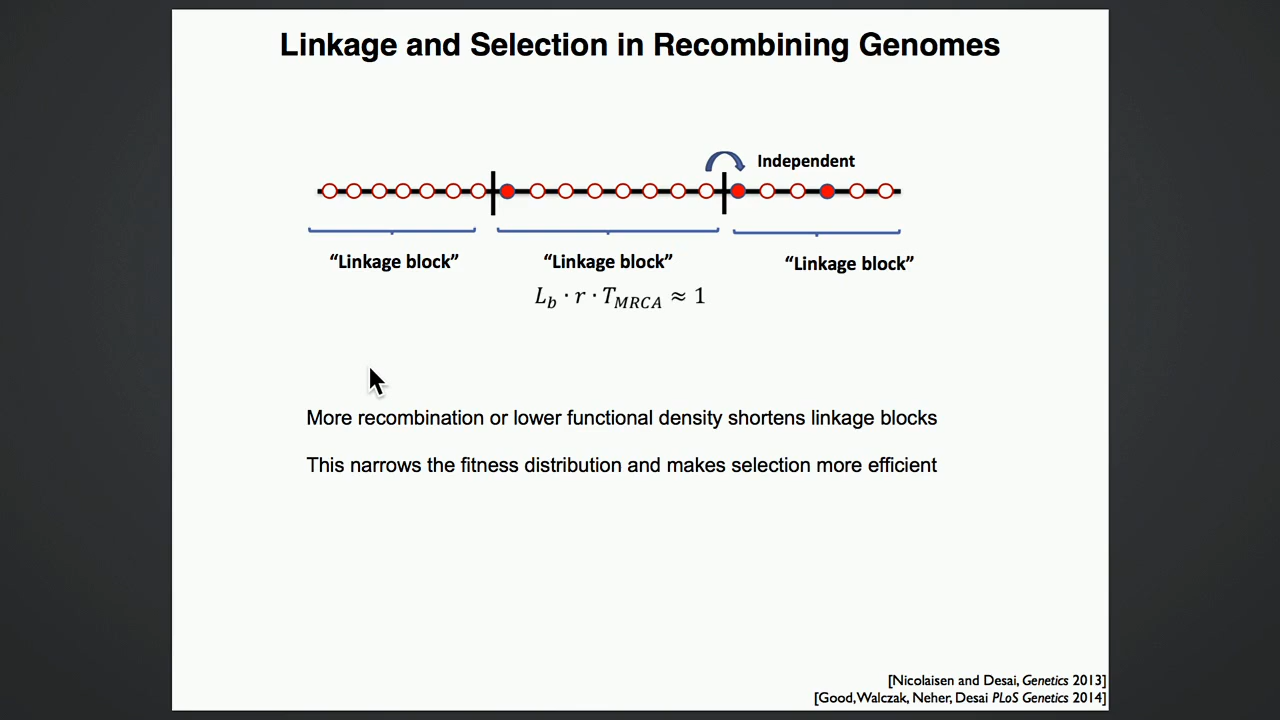 Linkage and Selection in Recombining Genomes
Independent
“Linkage block” “Linkage block” “Linkage block”
L_b · r · T_MRCA ≈ 1
More recombination or lower functional density shortens linkage blocks
This narrows the fitness distribution and makes selection more efficient
[Nicolaisen and Desai, Genetics 2013]
[Good,Walczak, Neher, Desai PLoS Genetics 2014]